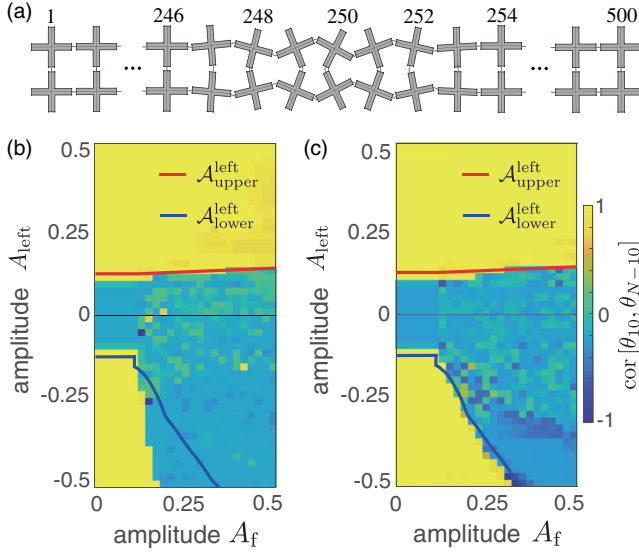 (a) 1 246 248 250 252 254 500
... ...
(b) (c)
0.5 0.5
𝒜^left_upper 𝒜^left_upper
𝒜^left_lower 𝒜^left_lower
0.25 0.25
0 0
-0.25 -0.25
-0.5 -0.5
amplitude A_left amplitude A_left
0 0.25 0.5 0 0.25 0.5
amplitude A_f amplitude A_f
1
0
-1
cor [θ_10, θ_N−10]